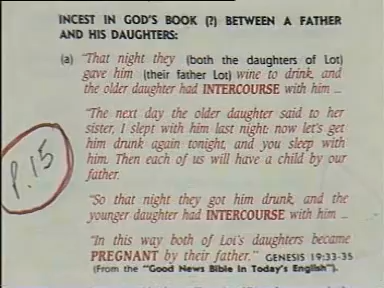 INCEST IN GOD'S BOOK (?) BETWEEN A FATHER
AND HIS DAUGHTERS:
(a) "That night they (both the daughters of Lot)
gave him (their father Lot) wine to drink, and
the older daughter had INTERCOURSE with him ...
"The next day the older daughter said to her
sister, I slept with him last night; now let's get
him drunk again tonight, and you sleep with
him. Then each of us will have a child by our
father.
P.15
"So that night they got him drunk, and the
younger daughter had INTERCOURSE with him ...
"In this way both of Lot's daughters became
PREGNANT by their father." GENESIS 19:33-35
(From the "Good News Bible In Today's English").